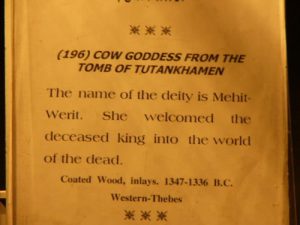 (196) COW GODDESS FROM THE
TOMB OF TUTANKHAMEN
The name of the deity is Mehit-
Werit. She welcomed the
deceased king into the world
of the dead.
Coated Wood, inlays. 1347-1336 B.C.
Western-Thebes